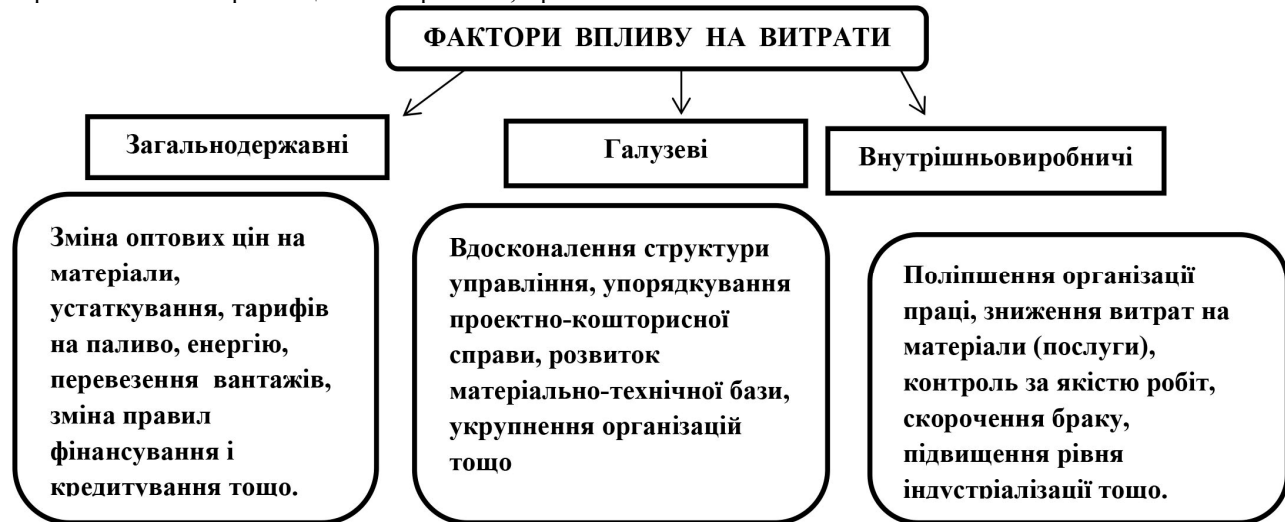 ФАКТОРИ ВПЛИВУ НА ВИТРАТИ
Загальнодержавні
Галузеві
Внутрішньовиробничі
Зміна оптових цін на
матеріали,
устаткування, тарифів
на паливо, енергію,
перевезення вантажів,
зміна правил
фінансування і
кредитування тощо.
Вдосконалення структури
управління, упорядкування
проектно-кошторисної
справи, розвиток
матеріально-технічної бази,
укрупнення організацій
тощо
Поліпшення організації
праці, зниження витрат на
матеріали (послуги),
контроль за якістю робіт,
скорочення браку,
підвищення рівня
індустріалізації тощо.